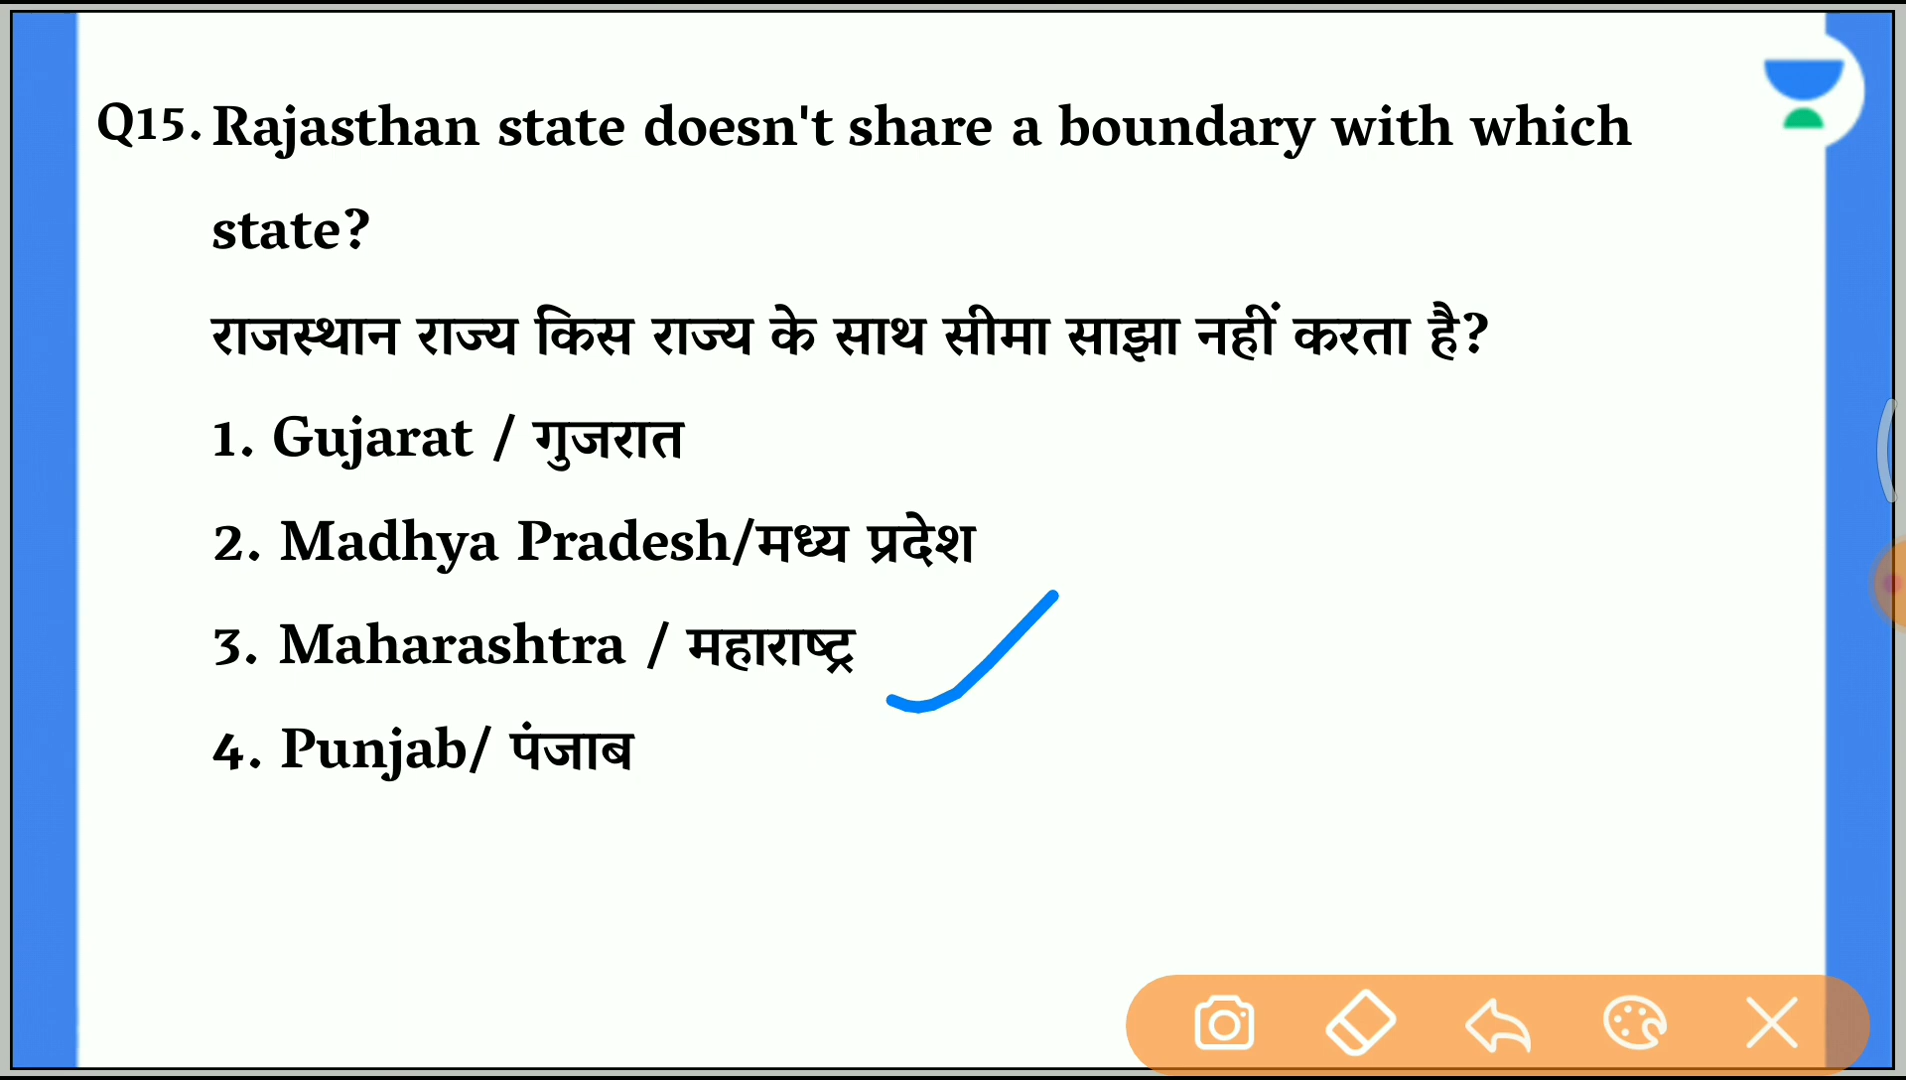 Q15. Rajasthan state doesn't share a boundary with which
state?
राजस्थान राज्य किस राज्य के साथ सीमा साझा नहीं करता है?
1. Gujarat / गुजरात
2. Madhya Pradesh/मध्य प्रदेश
3. Maharashtra / महाराष्ट्र
4. Punjab/ पंजाब